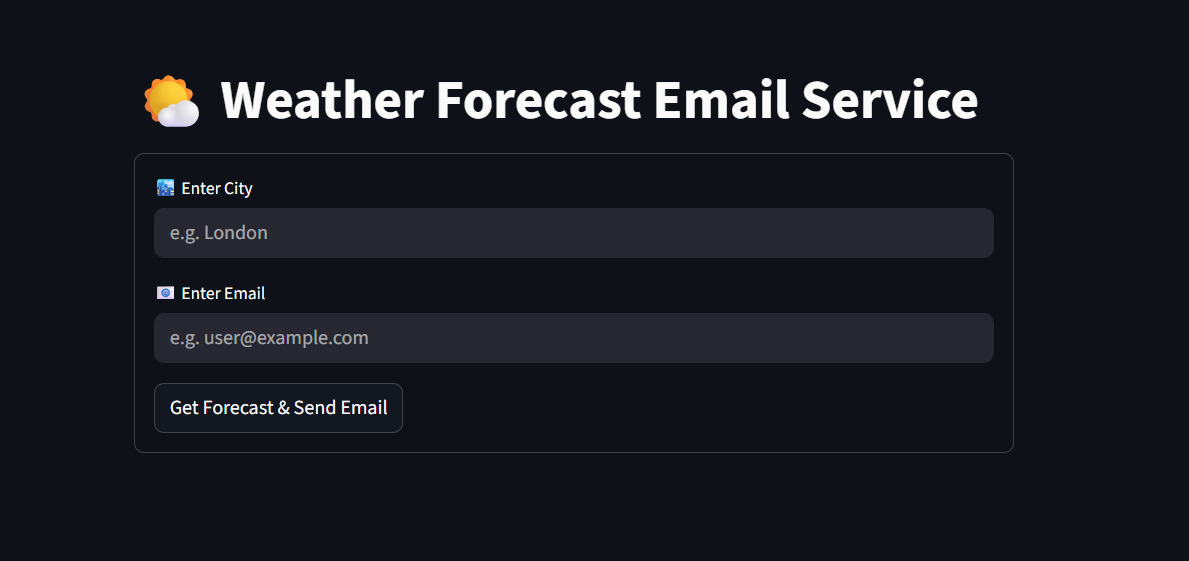 Weather Forecast Email Service
Enter City
e.g. London
Enter Email
e.g. user@example.com
Get Forecast & Send Email